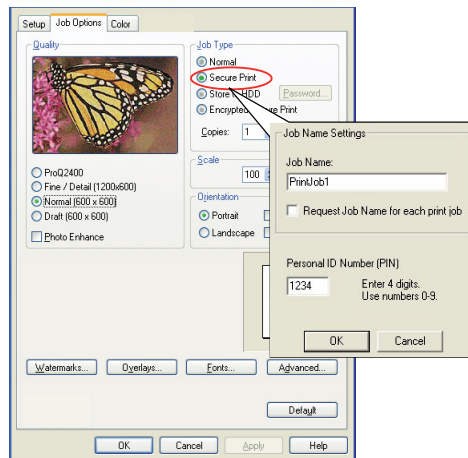 Setup
Job Options
Color
Quality
ProQ2400
Fine / Detail (1200x600)
Normal (600 x 600)
Draft (600 x 600)
Photo Enhance
Job Type
Normal
Secure Print
Store HDD
Password...
Encrypted Print
Copies:
1
Scale
100
Orientation
Portrait
Landscape
Job Name Settings
Job Name:
PrintJob1
Request Job Name for each print job
Personal ID Number (PIN)
1234
Enter 4 digits.
Use numbers 0-9.
OK
Cancel
Watermarks...
Overlays...
Fonts...
Advanced...
Default
OK
Cancel
Apply
Help